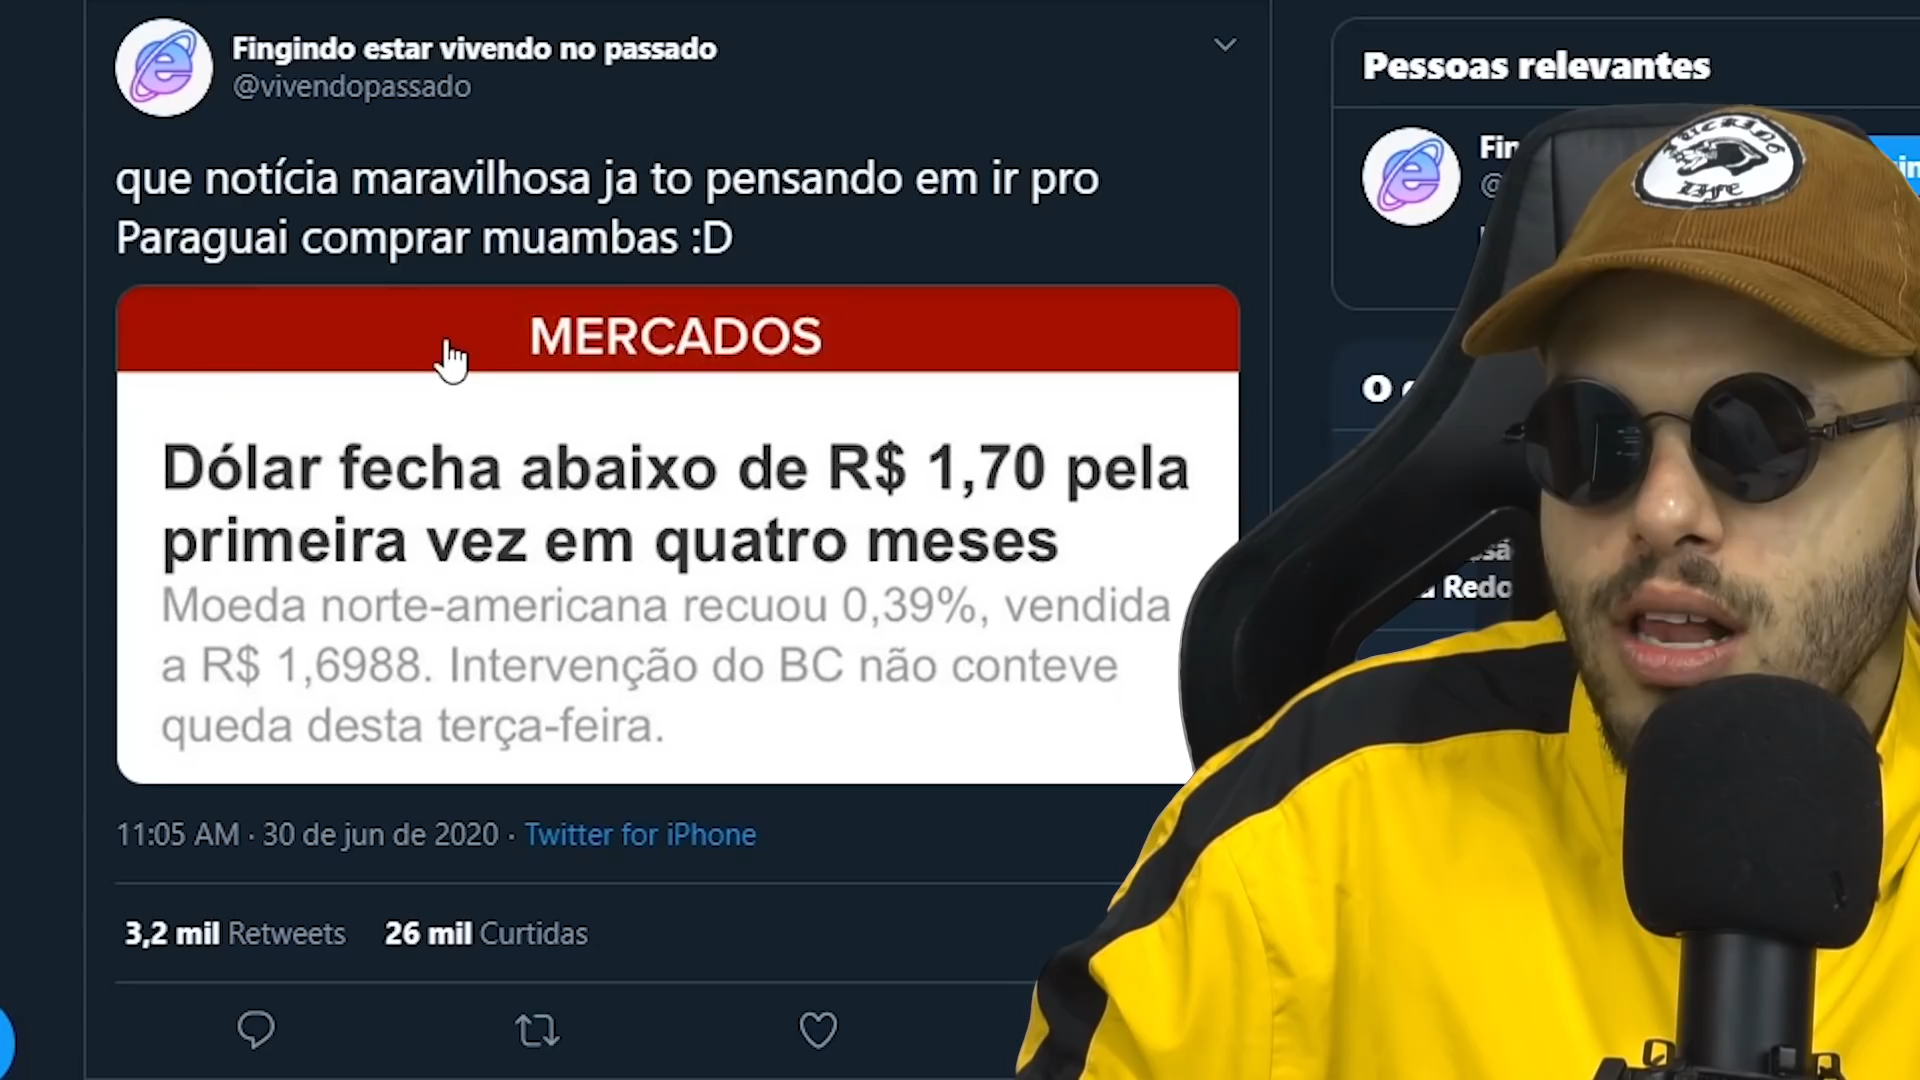 Fingindo estar vivendo no passado
@vivendopassado
que notícia maravilhosa ja to pensando em ir pro
Paraguai comprar muambas :D
MERCADOS
Dólar fecha abaixo de R$ 1,70 pela
primeira vez em quatro meses
Moeda norte-americana recuou 0,39%, vendida
a R$ 1,6988. Intervenção do BC não conteve
queda desta terça-feira.
11:05 AM · 30 de jun de 2020 · Twitter for iPhone
3,2 mil Retweets 26 mil Curtidas
Pessoas relevantes
Fin
@
O
Redo
LIFE